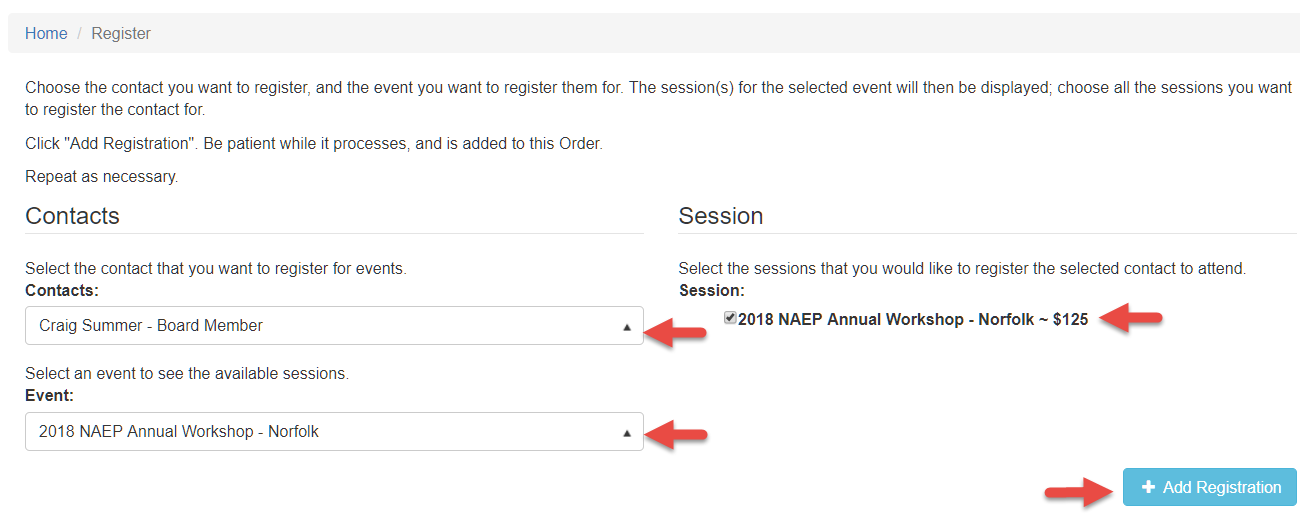 Home / Register
Choose the contact you want to register, and the event you want to register them for. The session(s) for the selected event will then be displayed; choose all the sessions you want
to register the contact for.
Click "Add Registration". Be patient while it processes, and is added to this Order.
Repeat as necessary.
Contacts
Select the contact that you want to register for events.
Contacts:
Craig Summer - Board Member
Select an event to see the available sessions.
Event:
2018 NAEP Annual Workshop - Norfolk
Session
Select the sessions that you would like to register the selected contact to attend.
Session:
2018 NAEP Annual Workshop - Norfolk ~ $125
+ Add Registration